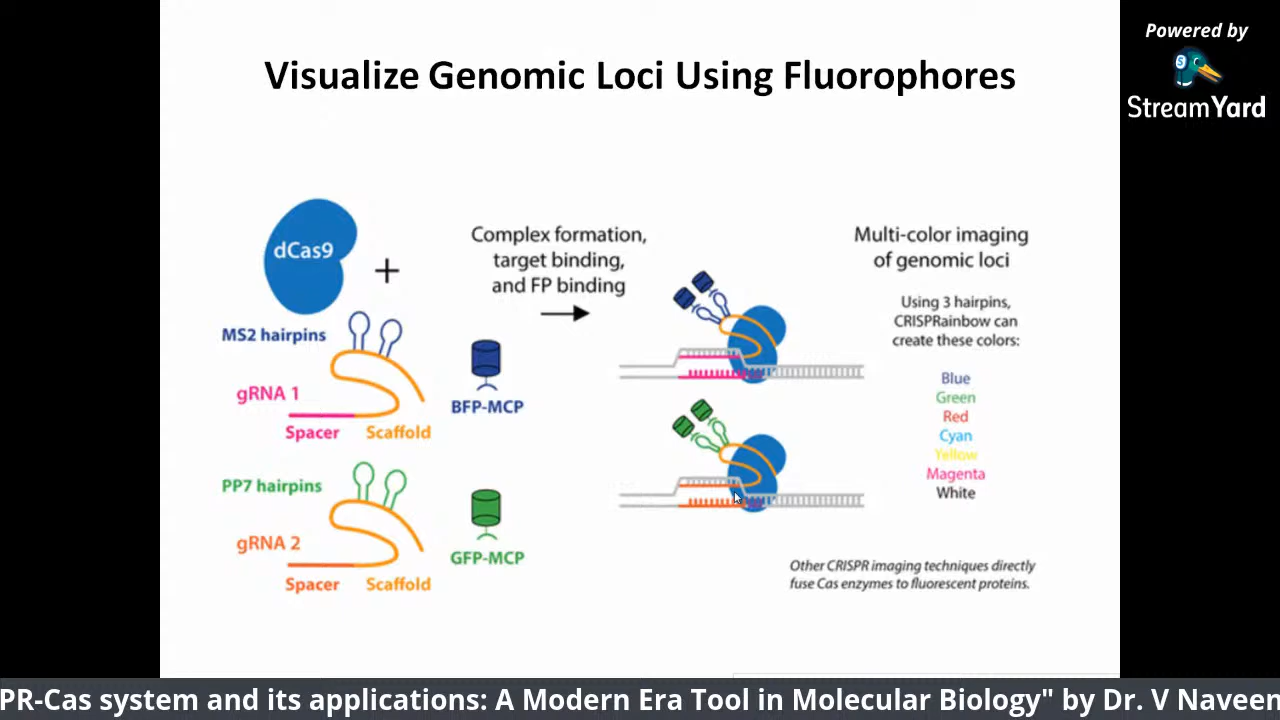 Visualize Genomic Loci Using Fluorophores
Powered by
S
StreamYard
dCas9
+
MS2 hairpins
gRNA 1
Spacer
Scaffold
BFP-MCP
PP7 hairpins
gRNA 2
Spacer
Scaffold
GFP-MCP
Complex formation,
target binding,
and FP binding
Multi-color imaging
of genomic loci
Using 3 hairpins,
CRISPRainbow can
create these colors:
Blue
Green
Red
Cyan
Yellow
Magenta
White
Other CRISPR imaging techniques directly
fuse Cas enzymes to fluorescent proteins.
PR-Cas system and its applications: A Modern Era Tool in Molecular Biology" by Dr. V Naveen